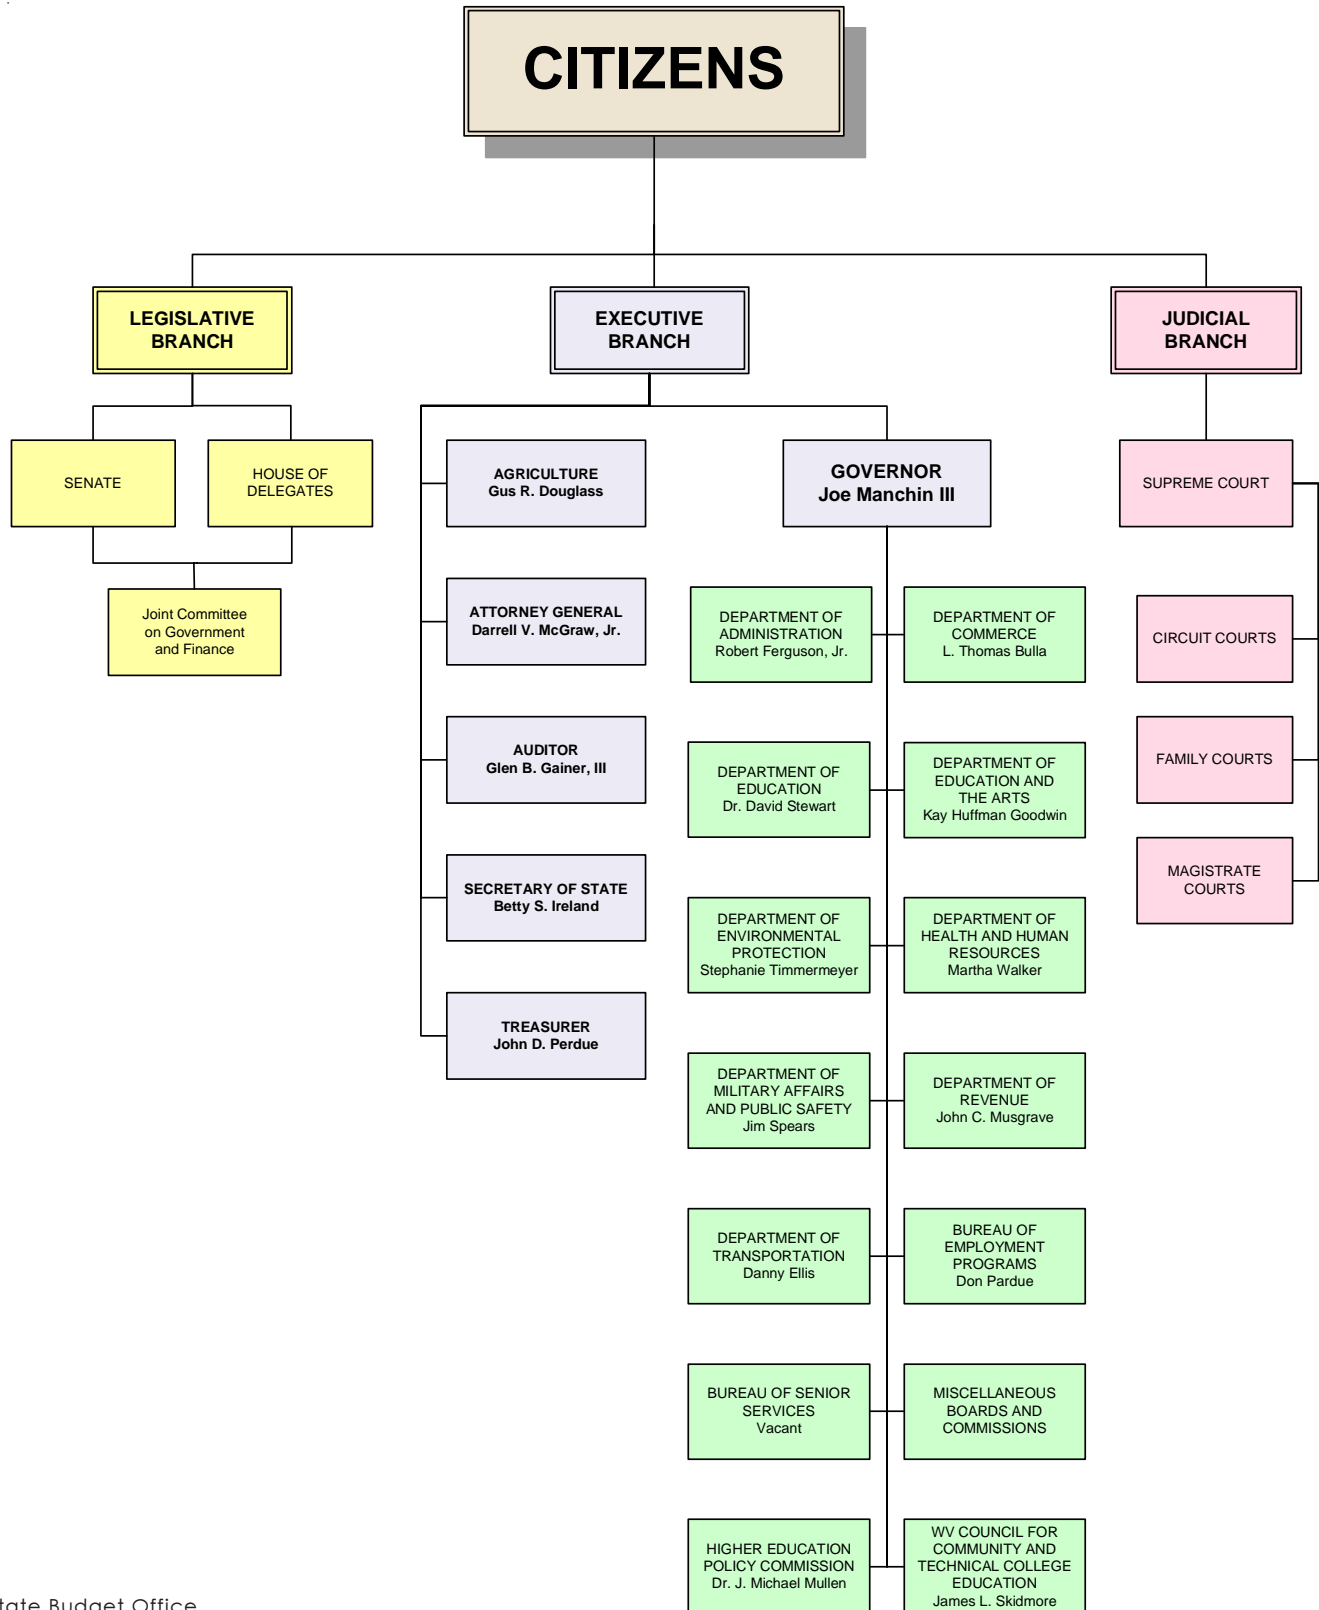 CITIZENS
LEGISLATIVE
BRANCH
EXECUTIVE
BRANCH
JUDICIAL
BRANCH
SENATE
HOUSE OF
DELEGATES
Joint Committee
on Government
and Finance
AGRICULTURE
Gus R. Douglass
ATTORNEY GENERAL
Darrell V. McGraw, Jr.
AUDITOR
Glen B. Gainer, III
SECRETARY OF STATE
Betty S. Ireland
TREASURER
John D. Perdue
GOVERNOR
Joe Manchin III
DEPARTMENT OF
ADMINISTRATION
Robert Ferguson, Jr.
DEPARTMENT OF
COMMERCE
L. Thomas Bulla
DEPARTMENT OF
EDUCATION
Dr. David Stewart
DEPARTMENT OF
EDUCATION AND
THE ARTS
Kay Huffman Goodwin
DEPARTMENT OF
ENVIRONMENTAL
PROTECTION
Stephanie Timmermeyer
DEPARTMENT OF
HEALTH AND HUMAN
RESOURCES
Martha Walker
DEPARTMENT OF
MILITARY AFFAIRS
AND PUBLIC SAFETY
Jim Spears
DEPARTMENT OF
REVENUE
John C. Musgrave
DEPARTMENT OF
TRANSPORTATION
Danny Ellis
BUREAU OF
EMPLOYMENT
PROGRAMS
Don Pardue
BUREAU OF SENIOR
SERVICES
Vacant
MISCELLANEOUS
BOARDS AND
COMMISSIONS
HIGHER EDUCATION
POLICY COMMISSION
Dr. J. Michael Mullen
WV COUNCIL FOR
COMMUNITY AND
TECHNICAL COLLEGE
EDUCATION
James L. Skidmore
SUPREME COURT
CIRCUIT COURTS
FAMILY COURTS
MAGISTRATE
COURTS
tate Budget Office